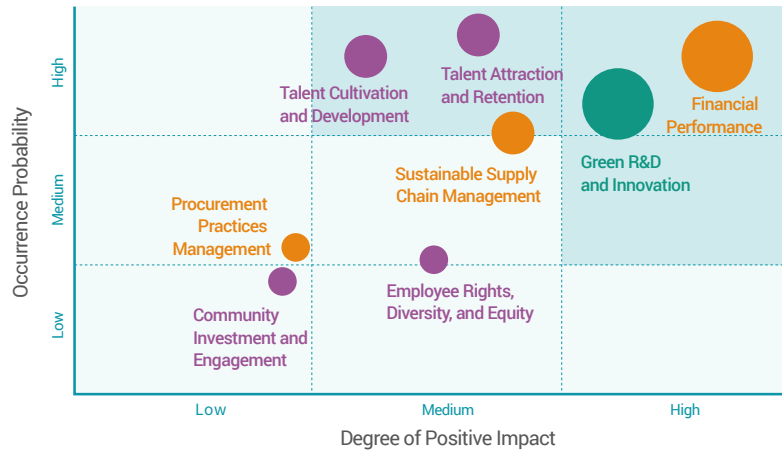 Occurrence Probability
High
Medium
Low
Talent Cultivation
and Development
Talent Attraction
and Retention
Financial
Performance
Green R&D
and Innovation
Sustainable Supply
Chain Management
Procurement
Practices
Management
Employee Rights,
Diversity, and Equity
Community
Investment and
Engagement
Low
Medium
High
Degree of Positive Impact